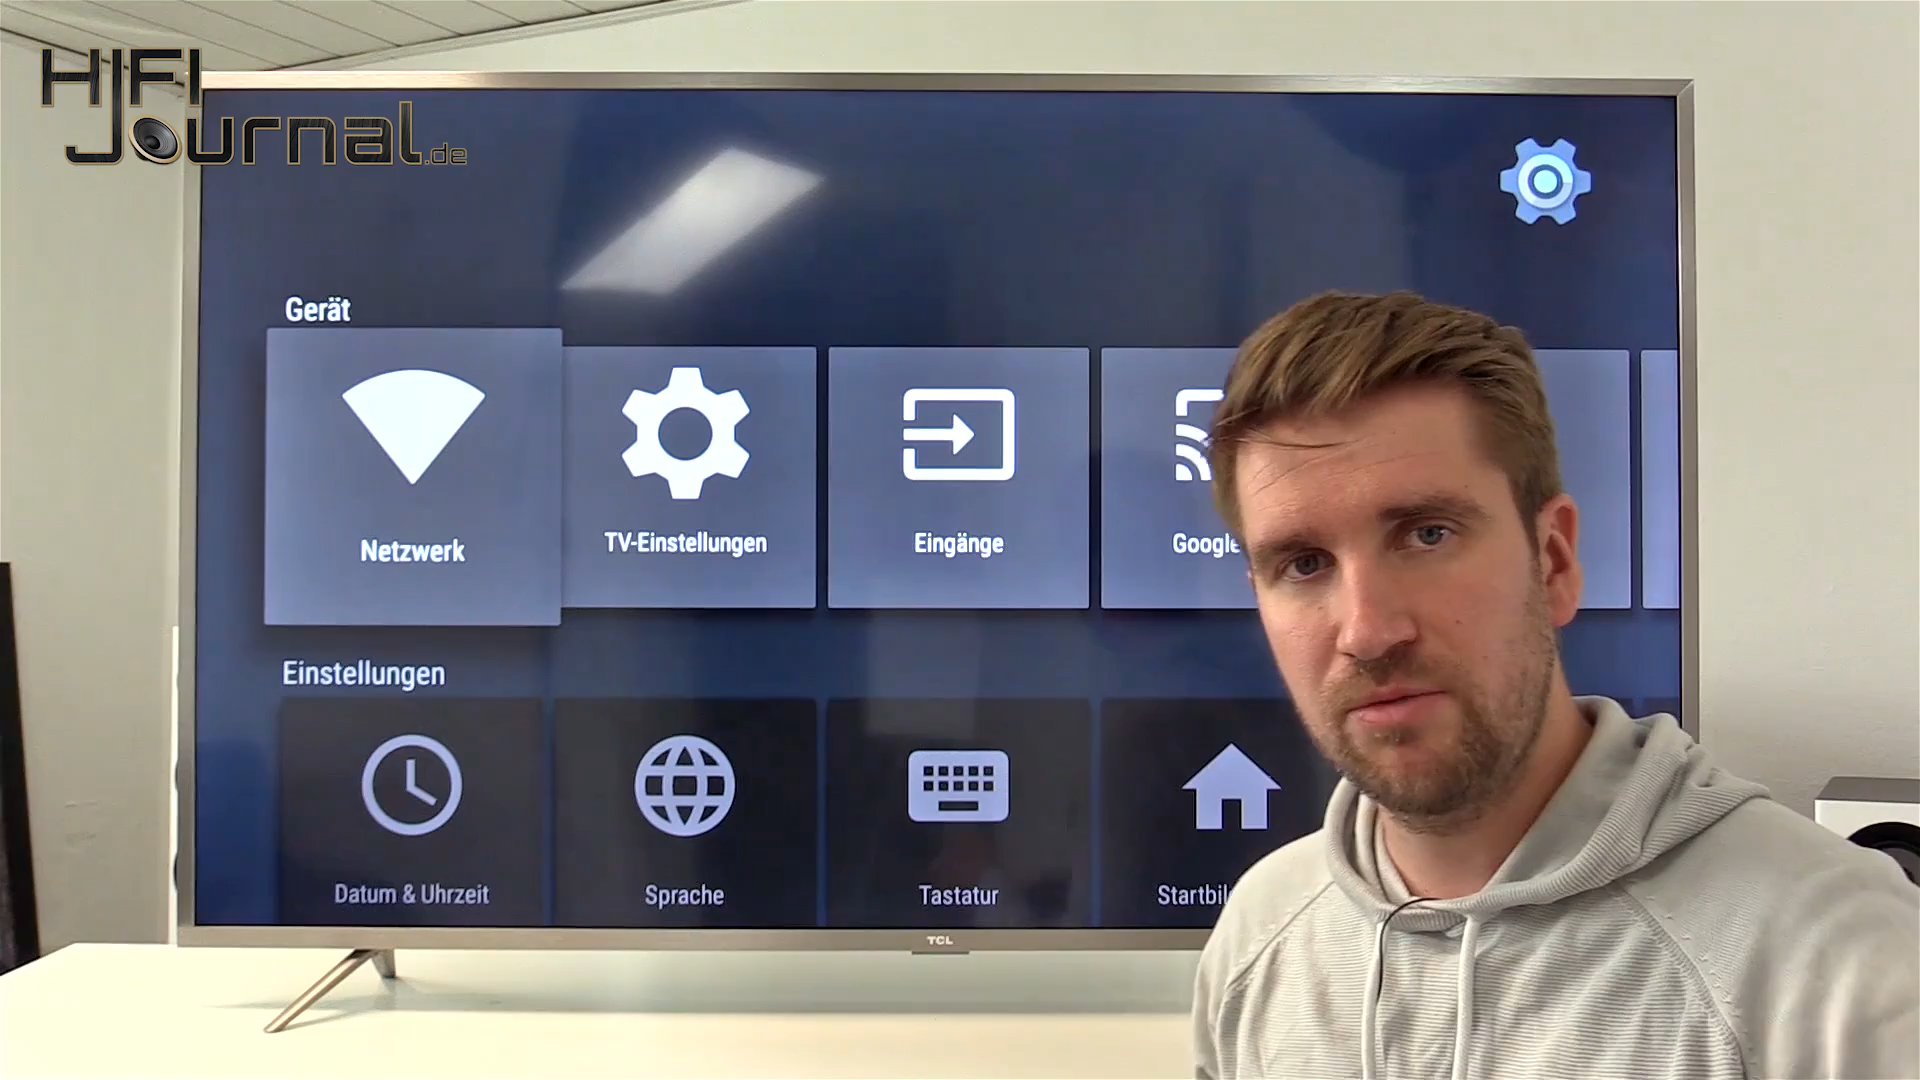 HIFI
Journal.de
Gerät
Netzwerk
TV-Einstellungen
Eingänge
Google
Einstellungen
Datum & Uhrzeit
Sprache
Tastatur
Startbil
TCL